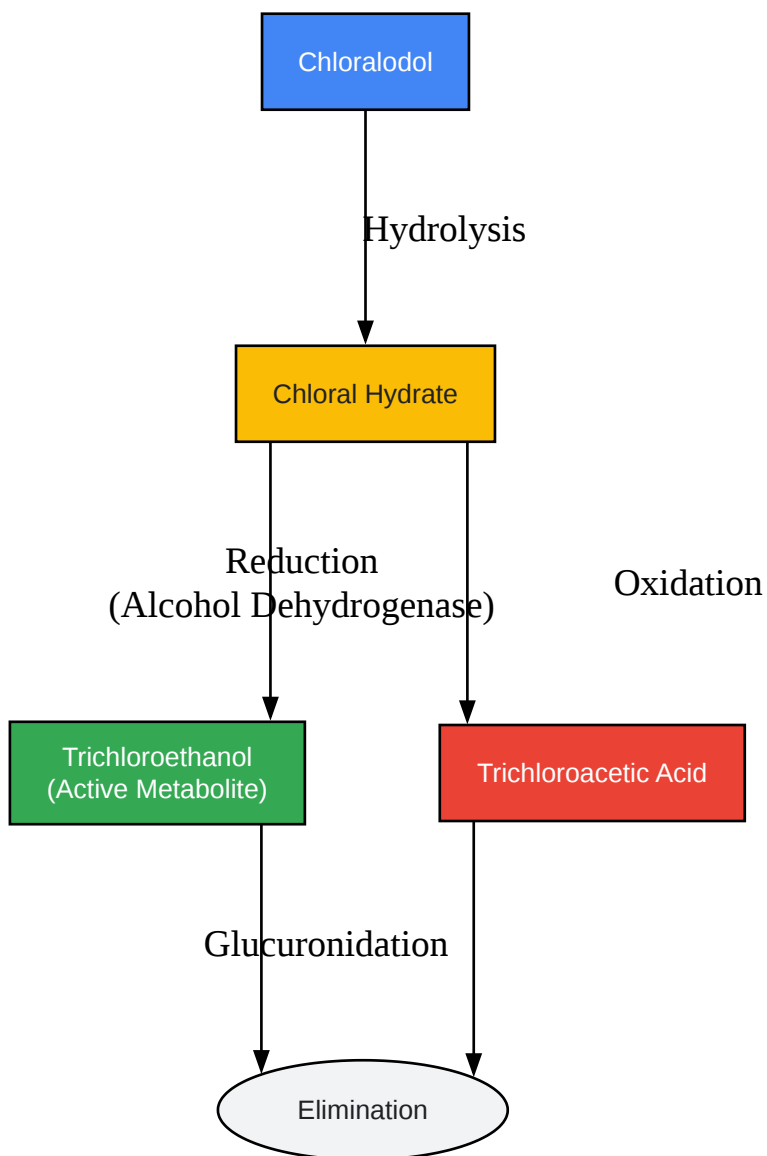 Chloralodol
Hydrolysis
Chloral Hydrate
Reduction
(Alcohol Dehydrogenase)
Oxidation
Trichloroethanol
(Active Metabolite)
Trichloroacetic Acid
Glucuronidation
Elimination